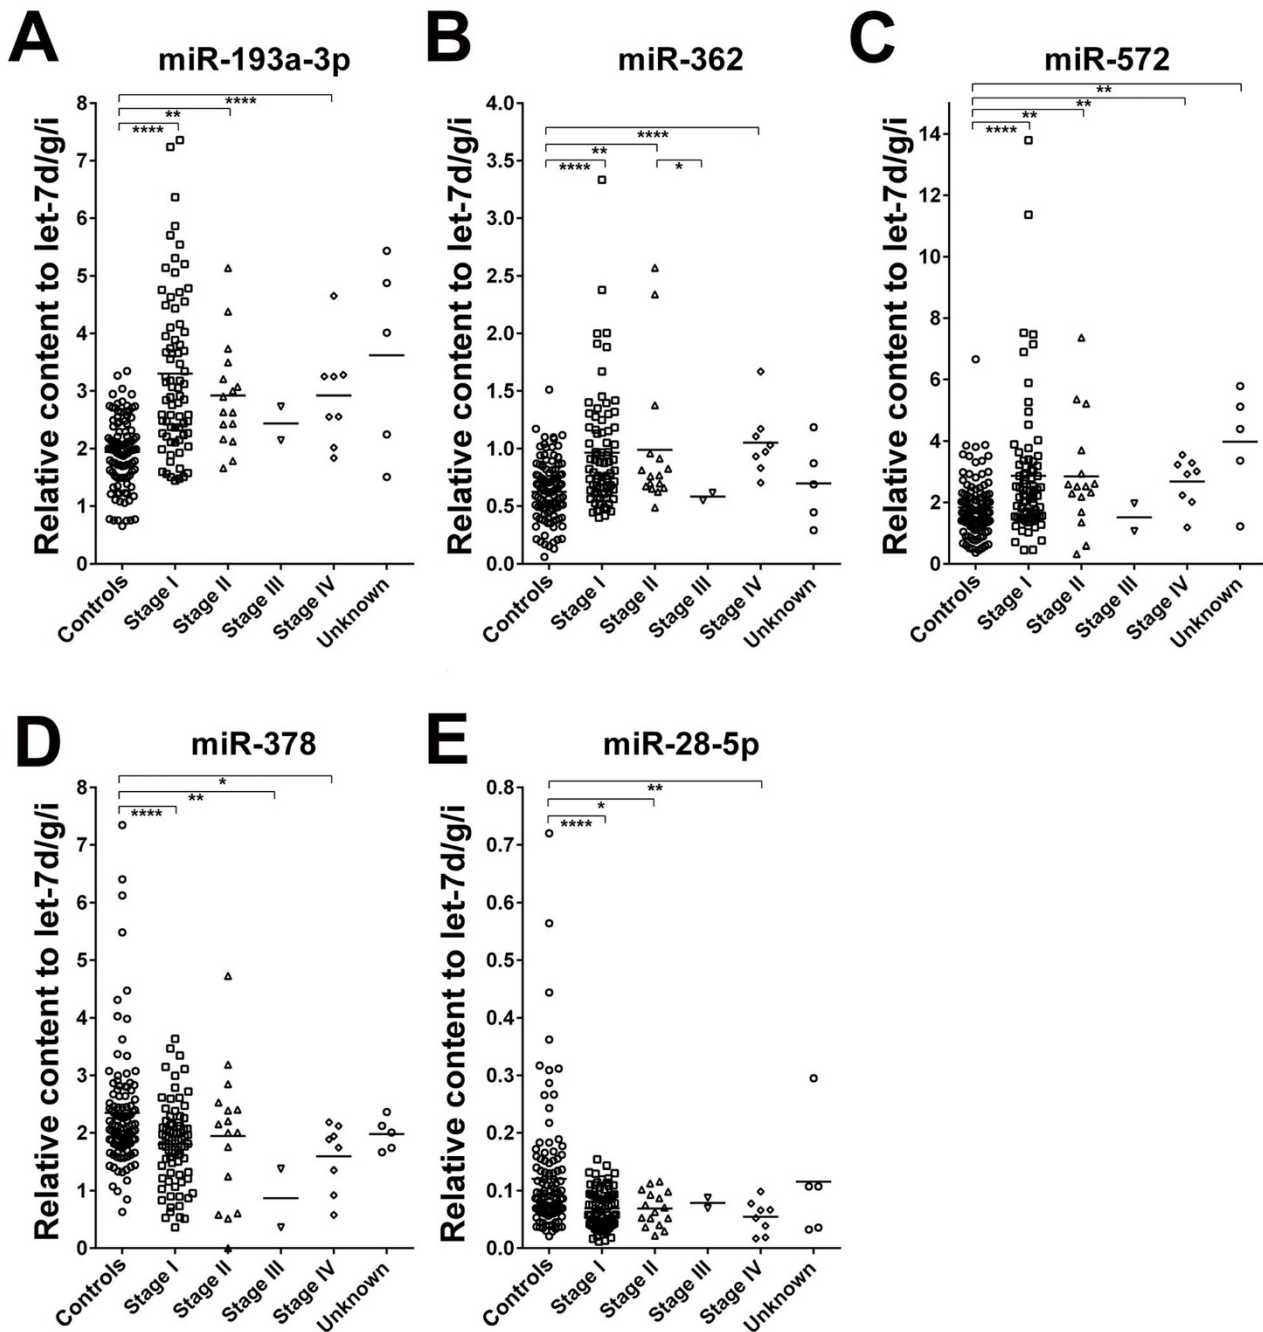 A
miR-193a-3p
Relative content to let-7d/g/i
8
7
6
5
4
3
2
1
0
****
**
****
Controls
Stage I
Stage II
Stage III
Stage IV
Unknown
B
miR-362
Relative content to let-7d/g/i
4.0
3.5
3.0
2.5
2.0
1.5
1.0
0.5
0.0
****
**
*
****
Controls
Stage I
Stage II
Stage III
Stage IV
Unknown
C
miR-572
Relative content to let-7d/g/i
14
12
10
8
6
4
2
0
**
**
**
****
Controls
Stage I
Stage II
Stage III
Stage IV
Unknown
D
miR-378
Relative content to let-7d/g/i
8
7
6
5
4
3
2
1
0
*
**
****
Controls
Stage I
Stage II
Stage III
Stage IV
Unknown
E
miR-28-5p
Relative content to let-7d/g/i
0.8
0.7
0.6
0.5
0.4
0.3
0.2
0.1
0.0
**
*
****
Controls
Stage I
Stage II
Stage III
Stage IV
Unknown